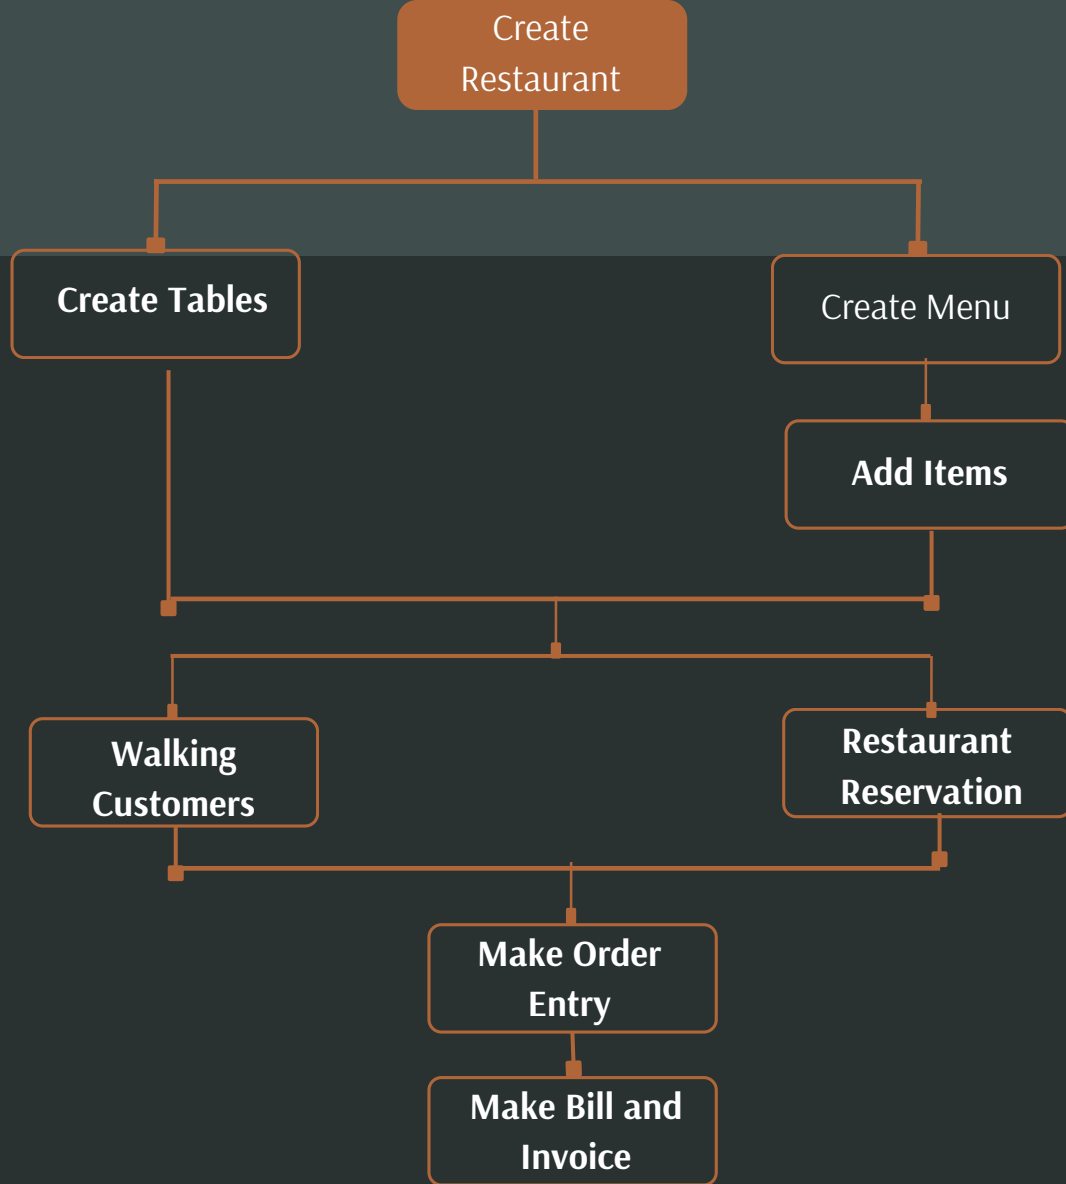 Create
Restaurant
Create Tables
Create Menu
Add Items
Walking
Customers
Restaurant
Reservation
Make Order
Entry
Make Bill and
Invoice